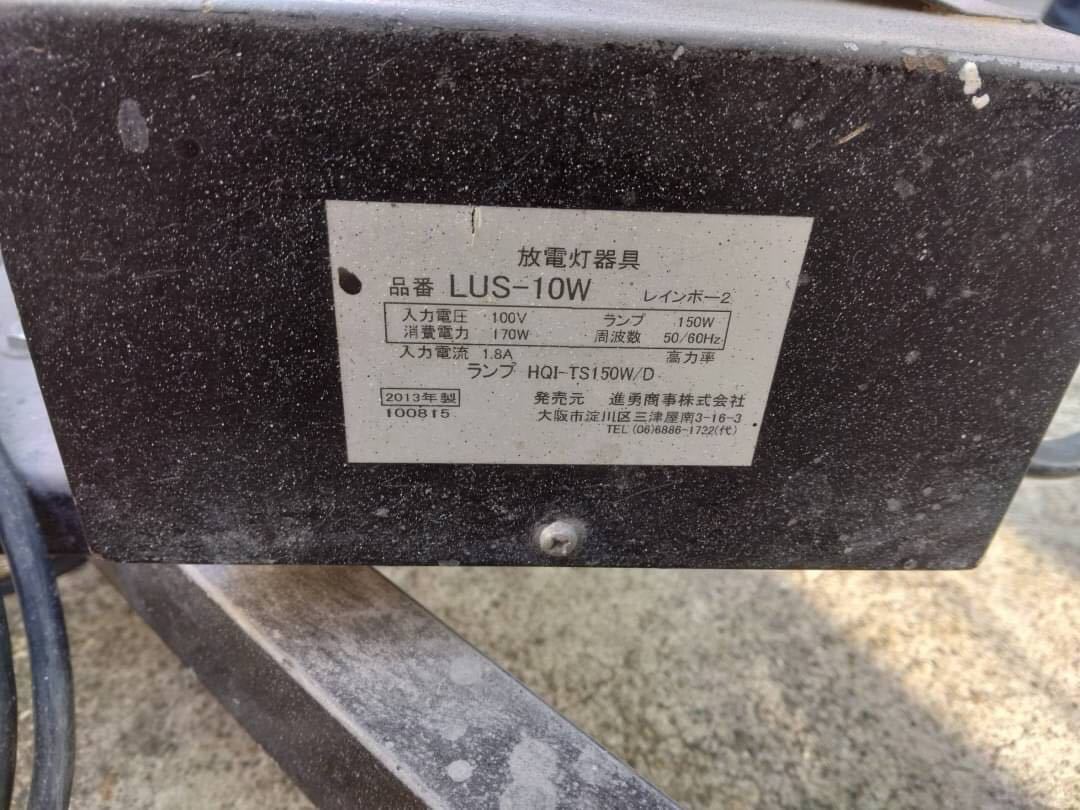 放電灯器具
品番 LUS-10W レインボー2
入力電圧 100V ランプ 150W
消費電力 170W 周波数 50/60Hz
入力電流 1.8A 高力率
ランプ HQI-TS150W/D
2013年製 発売元 進勇商事株式会社
100815 大阪市淀川区三津屋南3-16-3
TEL (06)6886-1722(代)